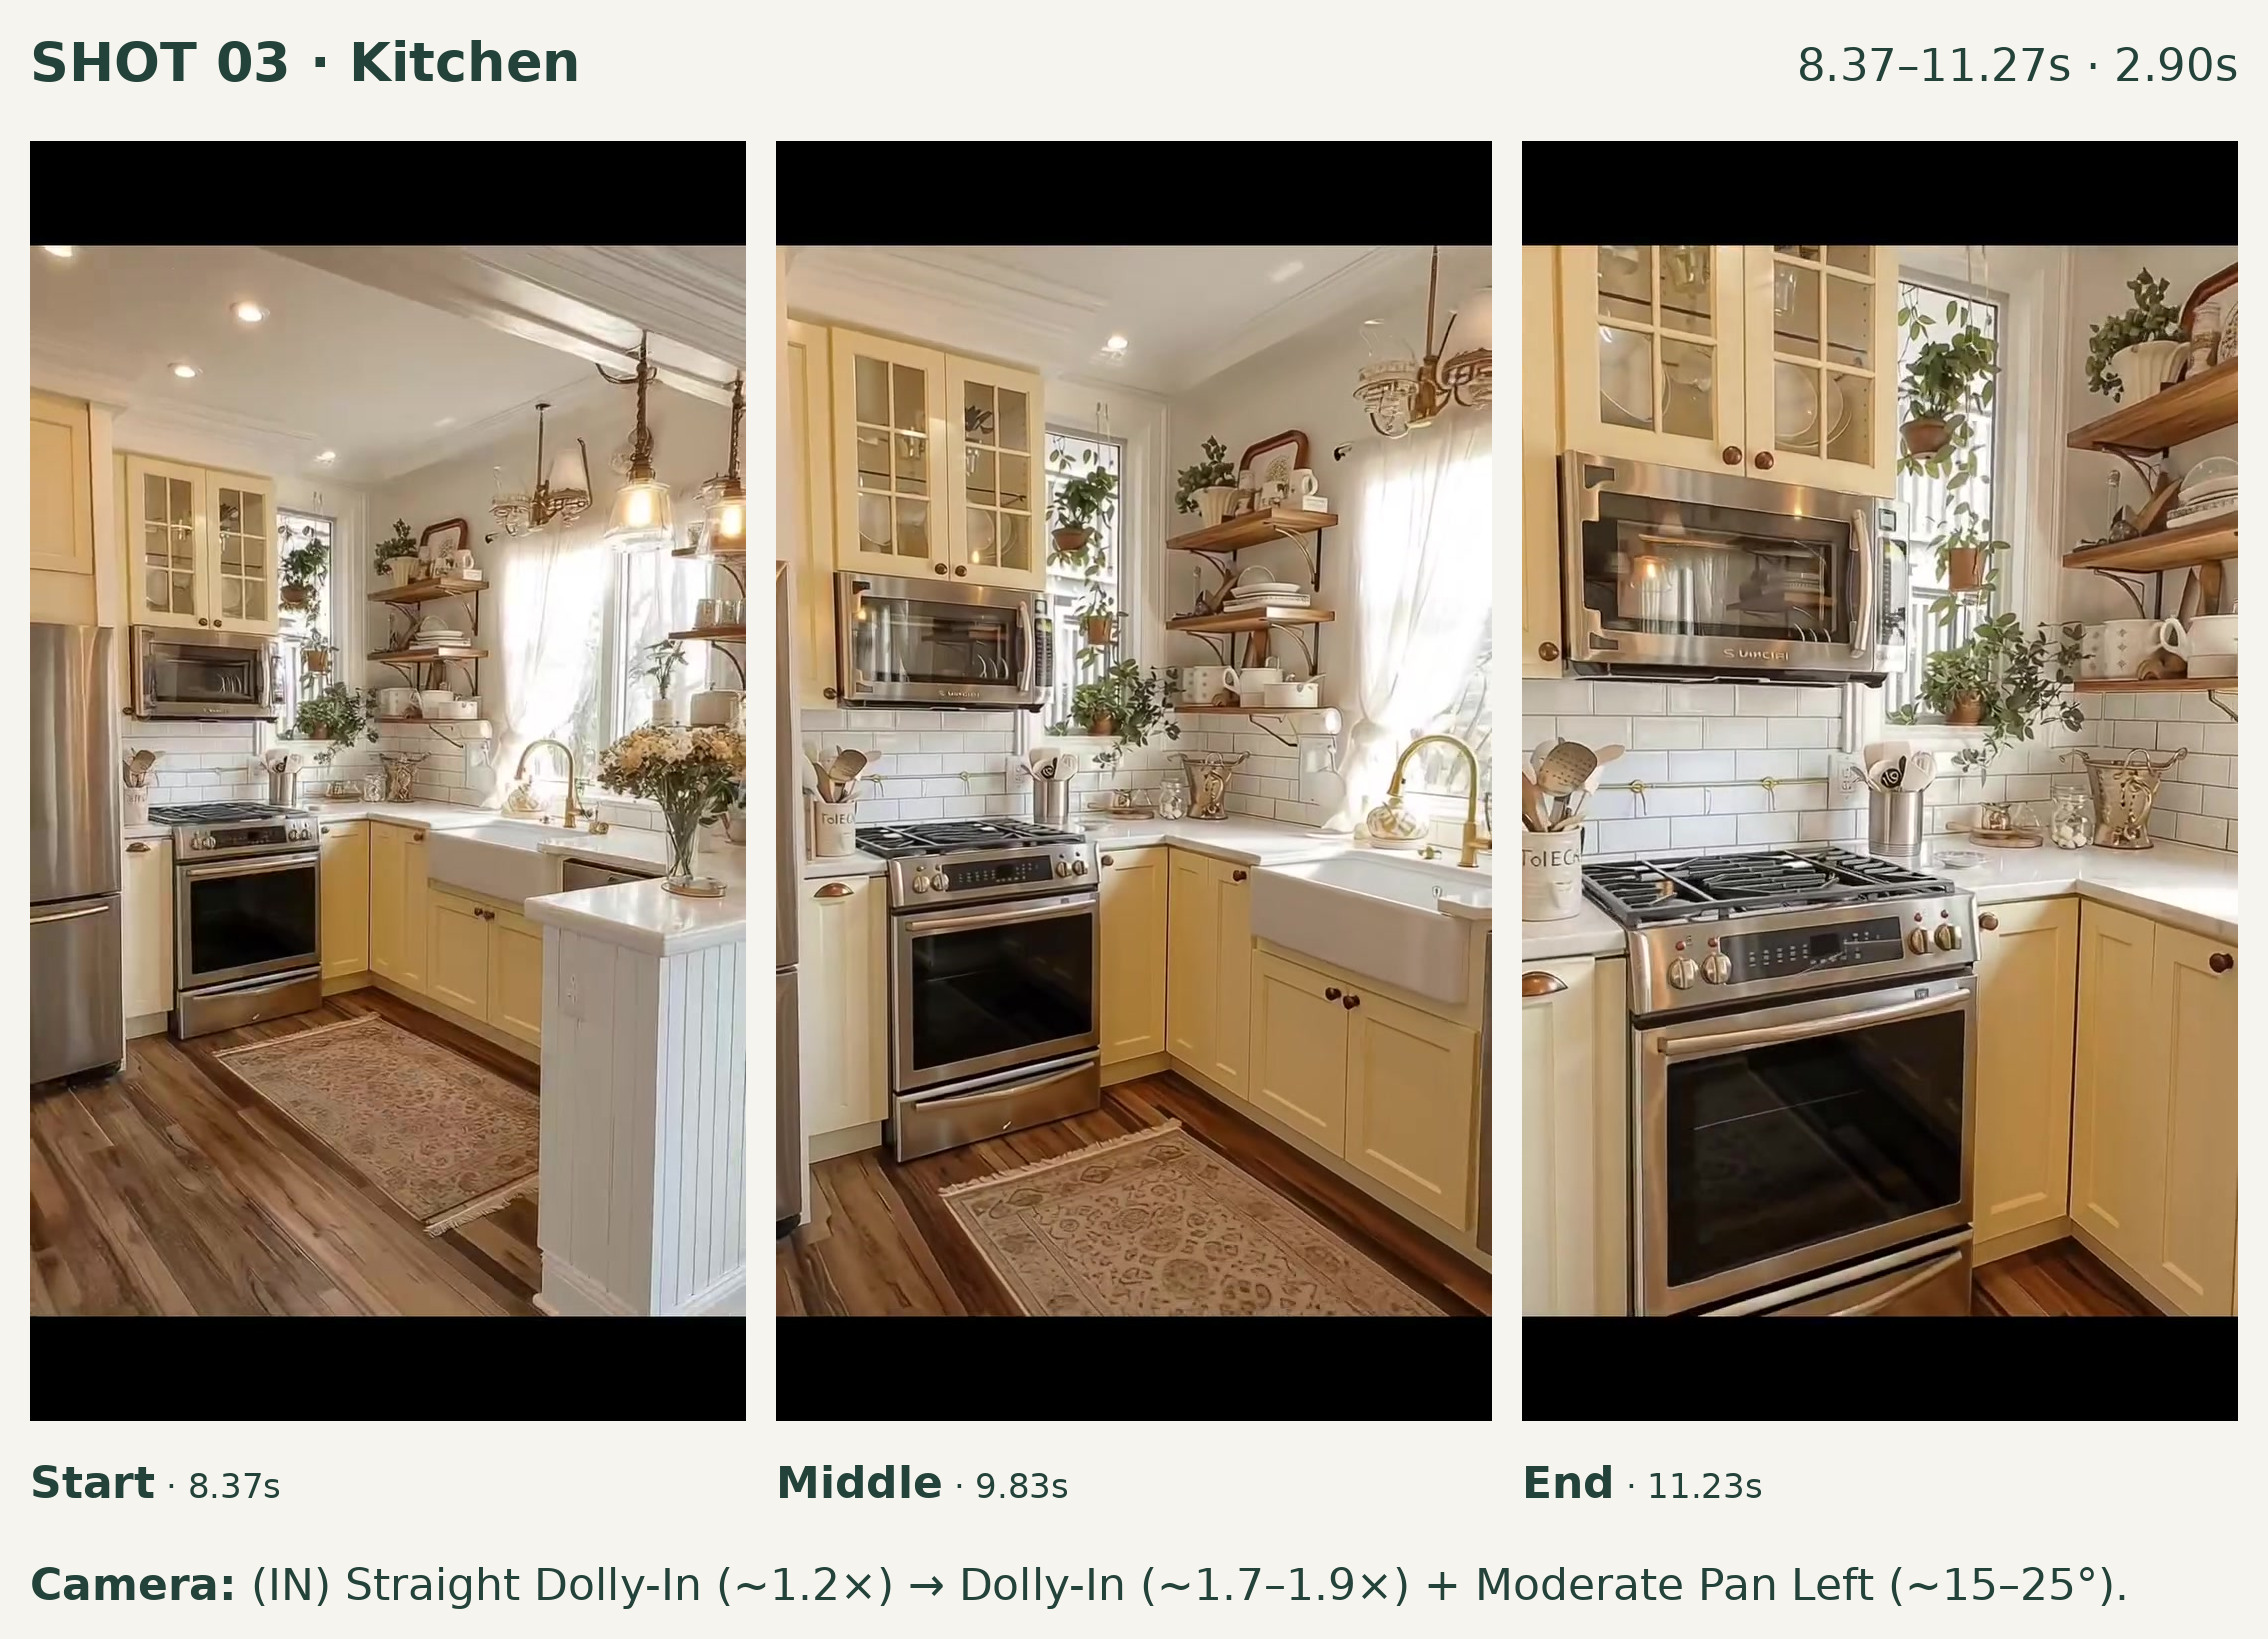 SHOT 03 · Kitchen
8.37–11.27s · 2.90s
Start · 8.37s
Middle · 9.83s
End · 11.23s
Camera: (IN) Straight Dolly-In (~1.2×) → Dolly-In (~1.7–1.9×) + Moderate Pan Left (~15–25°).